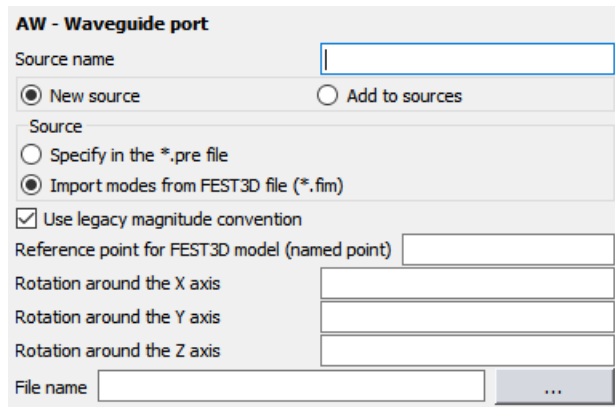 AW - Waveguide port
Source name
New source Add to sources
Source
Specify in the *.pre file
Import modes from FEST3D file (*.fim)
Use legacy magnitude convention
Reference point for FEST3D model (named point)
Rotation around the X axis
Rotation around the Y axis
Rotation around the Z axis
File name ...